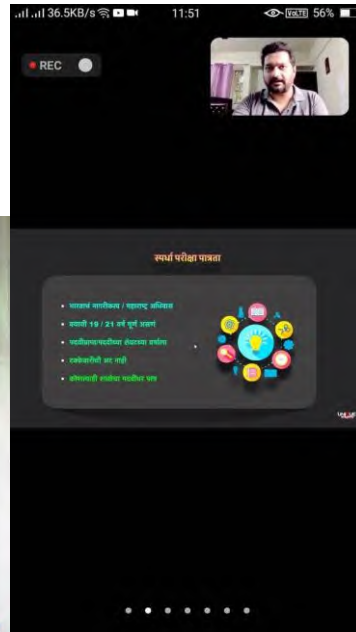 36.5KB/s 11:51 VoLTE 56%
REC
स्पर्धा परीक्षा पात्रता
भारताचं नागरीकत्व / महाराष्ट्र अधिवास
वयाची 19 / 21 वर्ष पूर्ण असणं
पदवीप्राप्त/पदवीच्या शेवटच्या वर्षाला
टक्केवारीची अट नाही
कोणत्याही शाखेचा पदवीधर पात्र